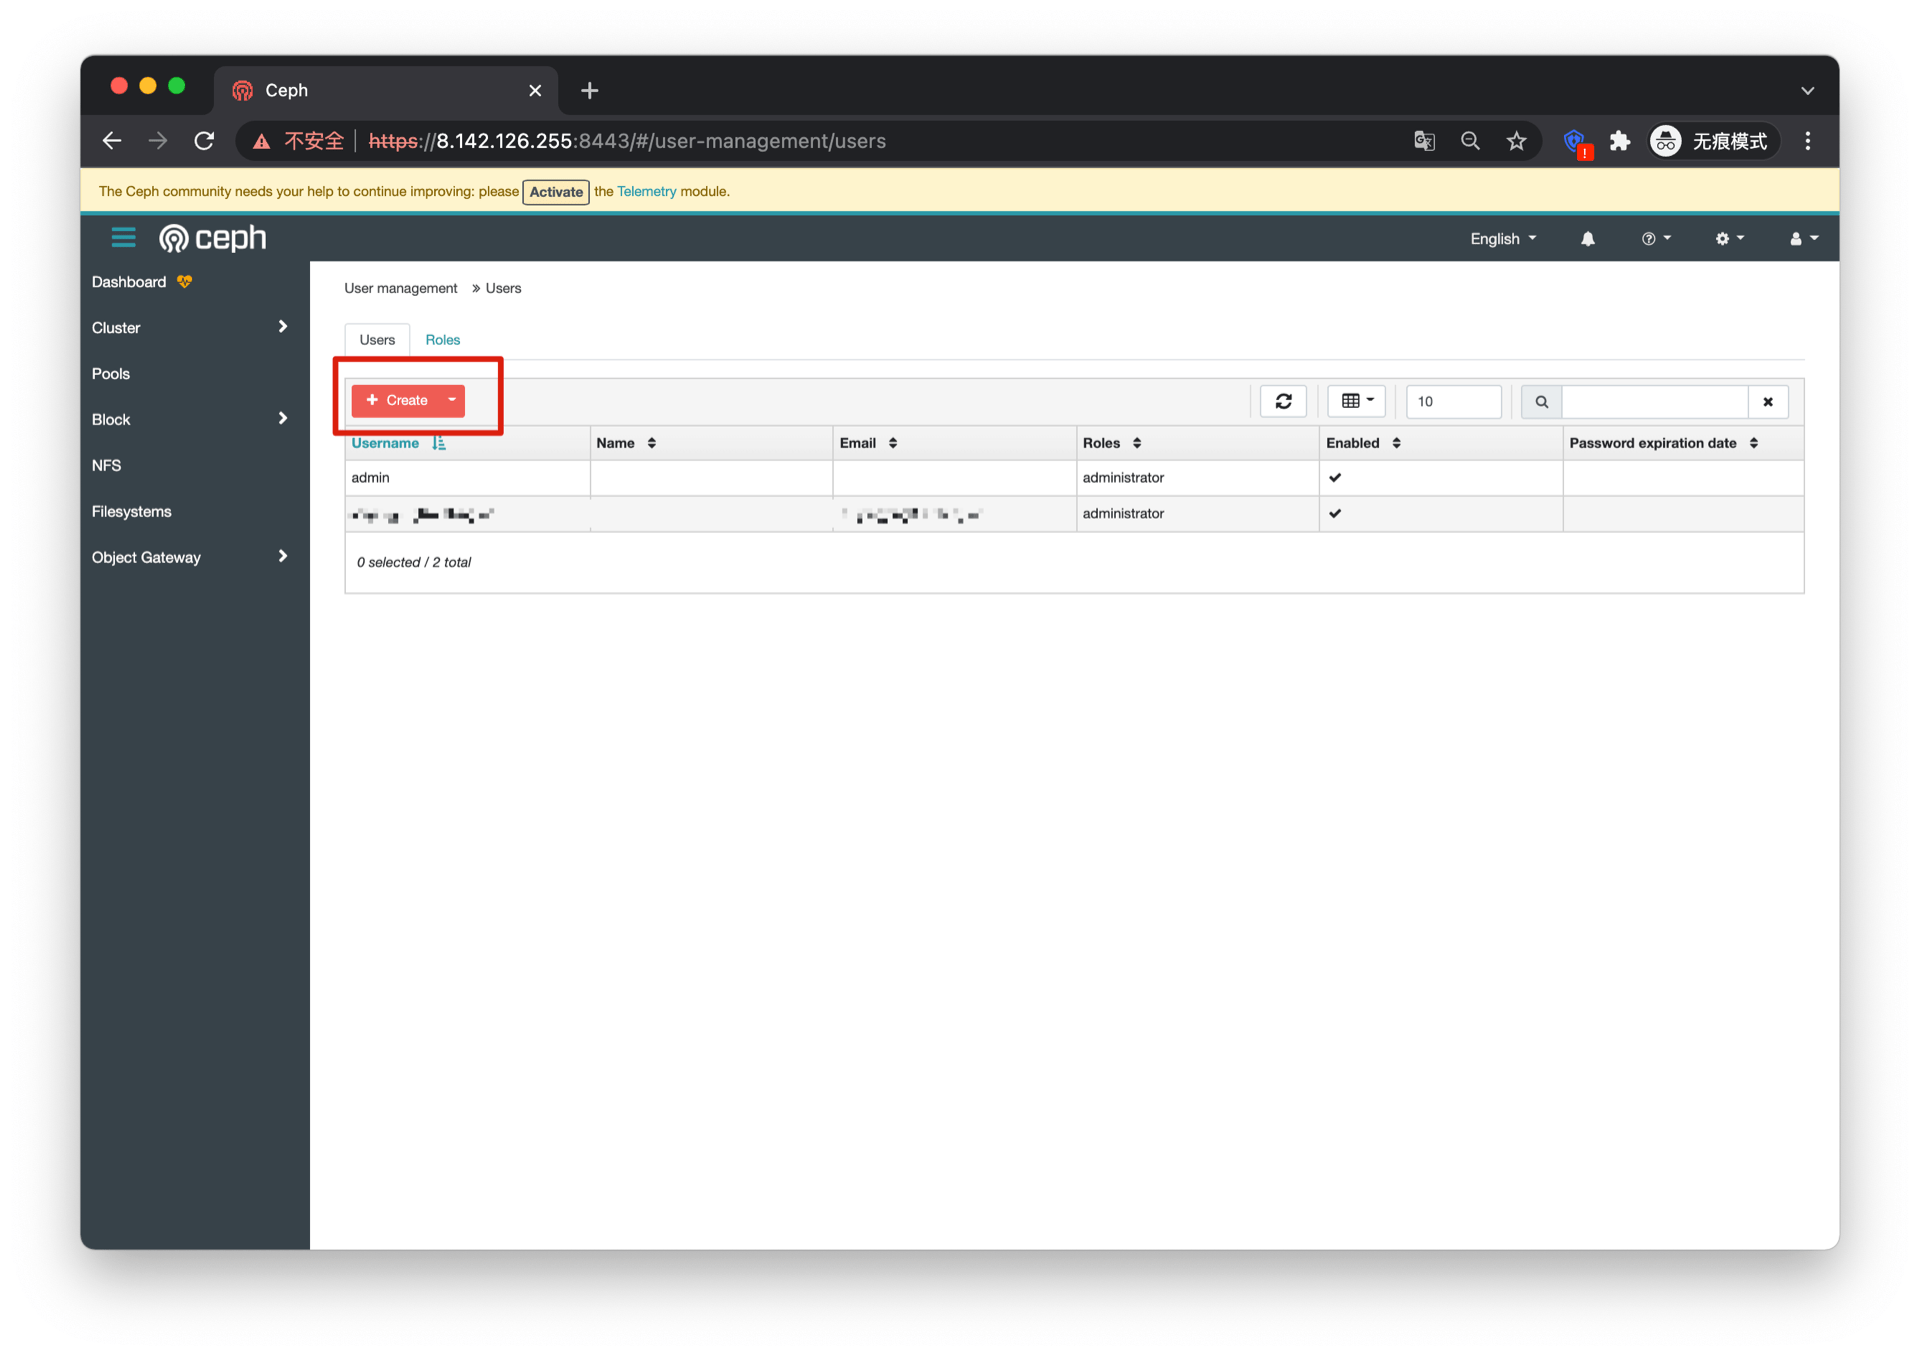 Ceph
不安全 https://8.142.126.255:8443/#/user-management/users 无痕模式
The Ceph community needs your help to continue improving: please Activate the Telemetry module.
ceph English
Dashboard
Cluster
Pools
Block
NFS
Filesystems
Object Gateway
User management » Users
Users Roles
Create 10
Username Name Email Roles Enabled Password expiration date
admin administrator
administrator
0 selected / 2 total